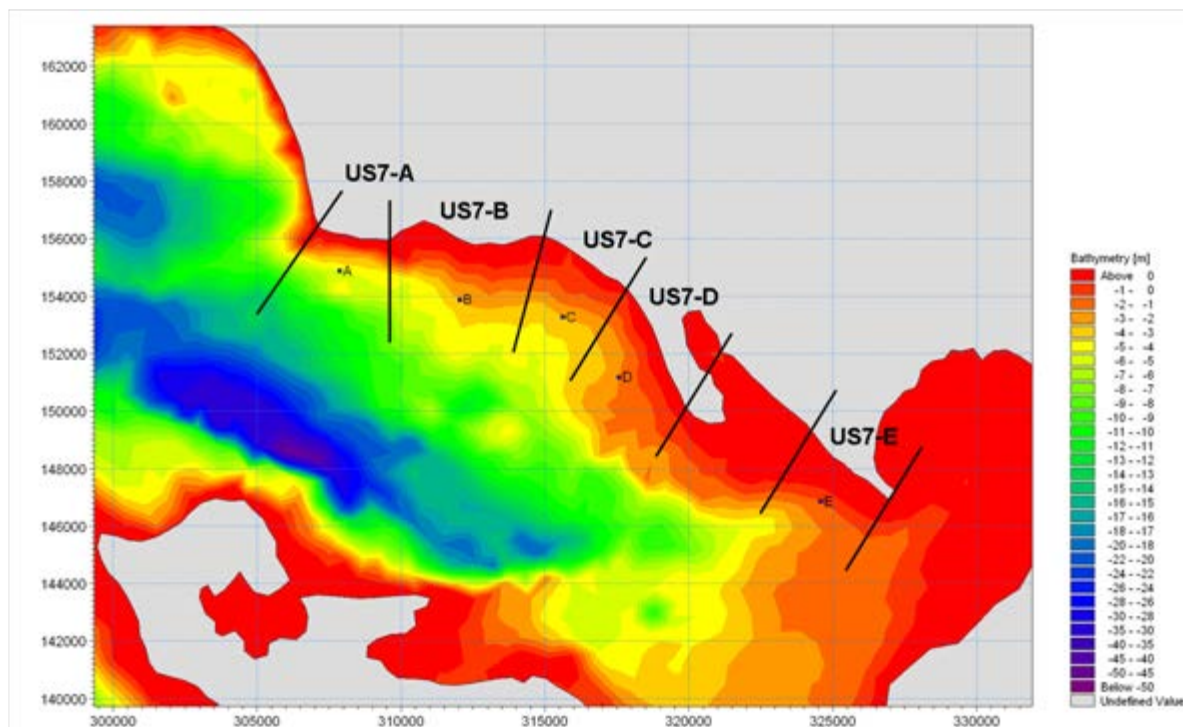 162000
160000
158000
156000
154000
152000
150000
148000
146000
144000
142000
140000
300000 305000 310000 315000 320000 325000 330000
US7-A
US7-B
US7-C
US7-D
US7-E
A
B
C
D
E
Bathymetry [m]
Above 0
-1 - 0
-2 - -1
-3 - -2
-4 - -3
-5 - -4
-6 - -5
-7 - -6
-8 - -7
-9 - -8
-10 - -9
-11 - -10
-12 - -11
-13 - -12
-14 - -13
-15 - -14
-16 - -15
-17 - -16
-18 - -17
-20 - -18
-22 - -20
-24 - -22
-26 - -24
-28 - -26
-30 - -28
-35 - -30
-40 - -35
-45 - -40
-50 - -45
Below -50
Undefined Value